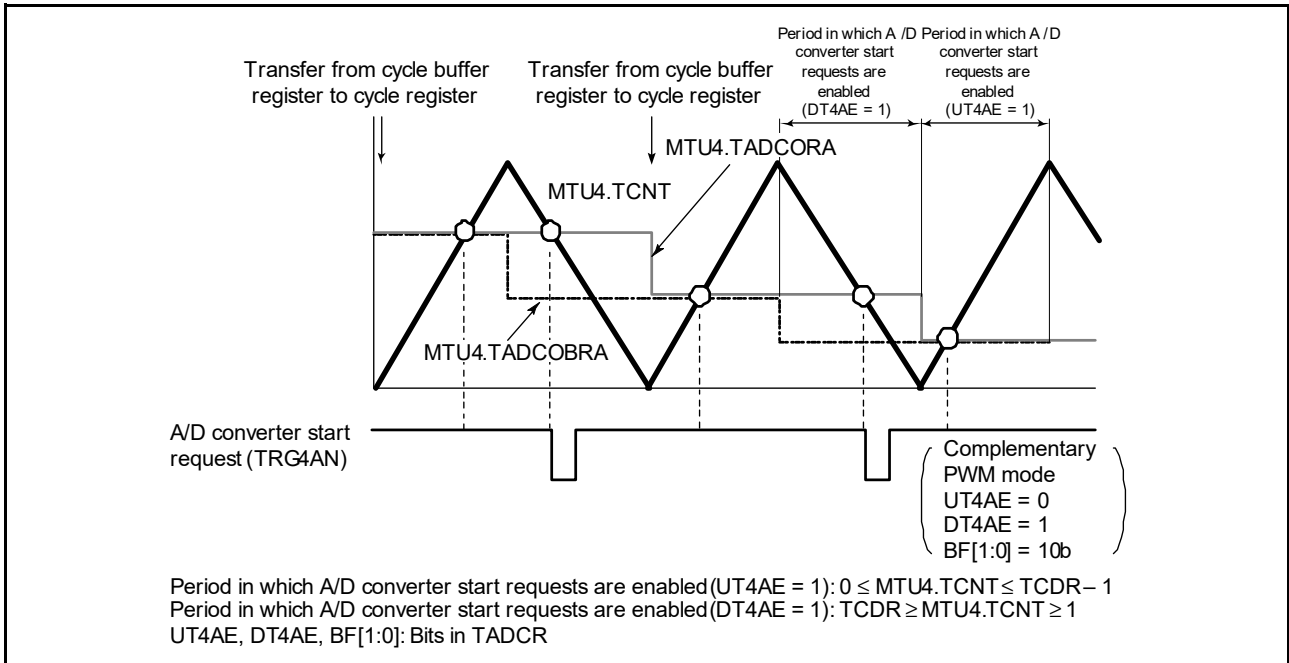 Period in which A /D
converter start
requests are
enabled
(DT4AE = 1)
Period in which A / D
converter start
requests are
enabled
(UT4AE = 1)
Transfer from cycle buffer
register to cycle register
Transfer from cycle buffer
register to cycle register
MTU4.TADCORA
MTU4.TCNT
MTU4.TADCOBRA
A/D converter start
request (TRG4AN)
Complementary
PWM mode
UT4AE = 0
DT4AE = 1
BF[1:0] = 10b
Period in which A/D converter start requests are enabled (UT4AE = 1): 0 ≤ MTU4.TCNT ≤ TCDR – 1
Period in which A/D converter start requests are enabled (DT4AE = 1): TCDR ≥ MTU4.TCNT ≥ 1
UT4AE, DT4AE, BF[1:0]: Bits in TADCR